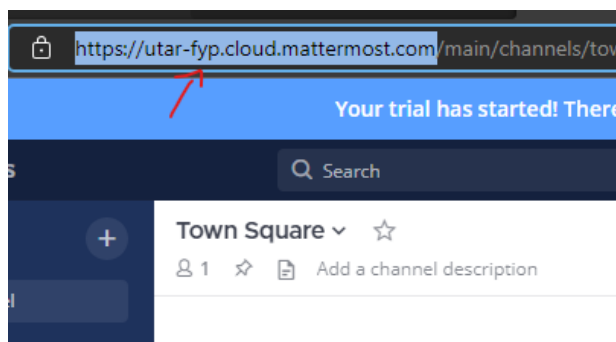 https://utar-fyp.cloud.mattermost.com/main/channels/tow
Your trial has started! There
s
Search
Town Square
1
Add a channel description
el